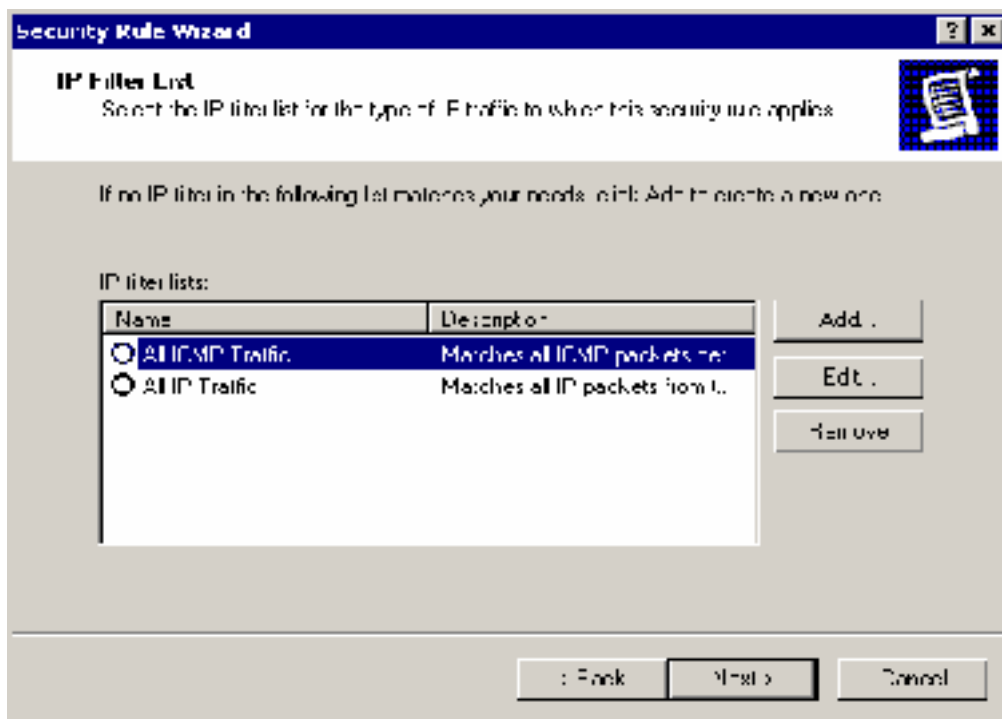 Security Rule Wizard
IP Filter List
Select the IP filter list for the type of IP traffic to which this security rule applies.
If no IP filter in the following list matches your needs, click Add to create a new one.
IP filter lists:
Name Description
All ICMP Traffic Matches all ICMP packets
All IP Traffic Matches all IP packets from
Add...
Edit...
Remove
< Back Next > Cancel